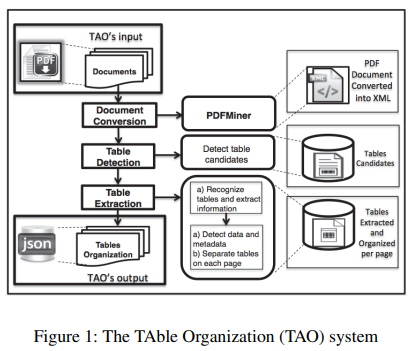 TAO's input
PDF
Documents
Document
Conversion
PDFMiner
XML
</>
PDF
Document
Converted
into XML
Table
Detection
Detect table
candidates
Tables
Candidates
Table
Extraction
a) Recognize
tables and extract
information
a) Detect data and
metadata
b) Separate tables
on each page
Tables
Extracted
and
Organized
per page
json
Tables
Organization
TAO's output
Figure 1: The TAble Organization (TAO) system